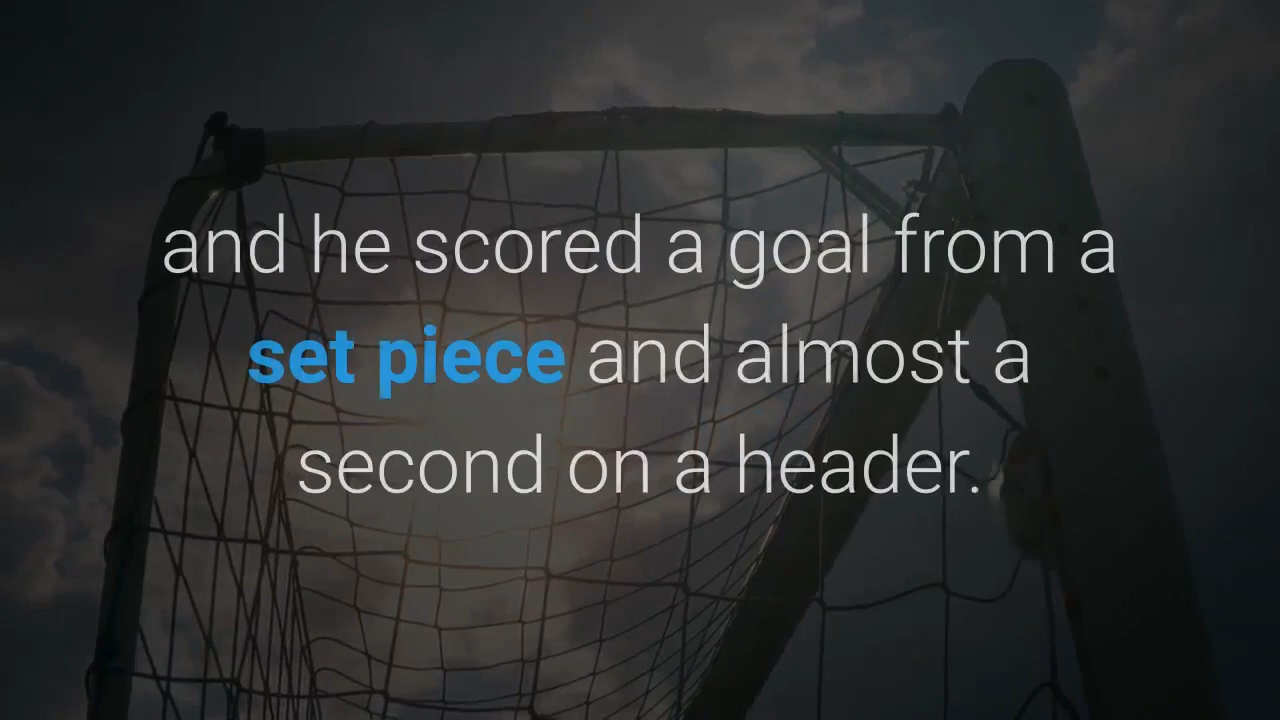 and he scored a goal from a
set piece and almost a
second on a header.